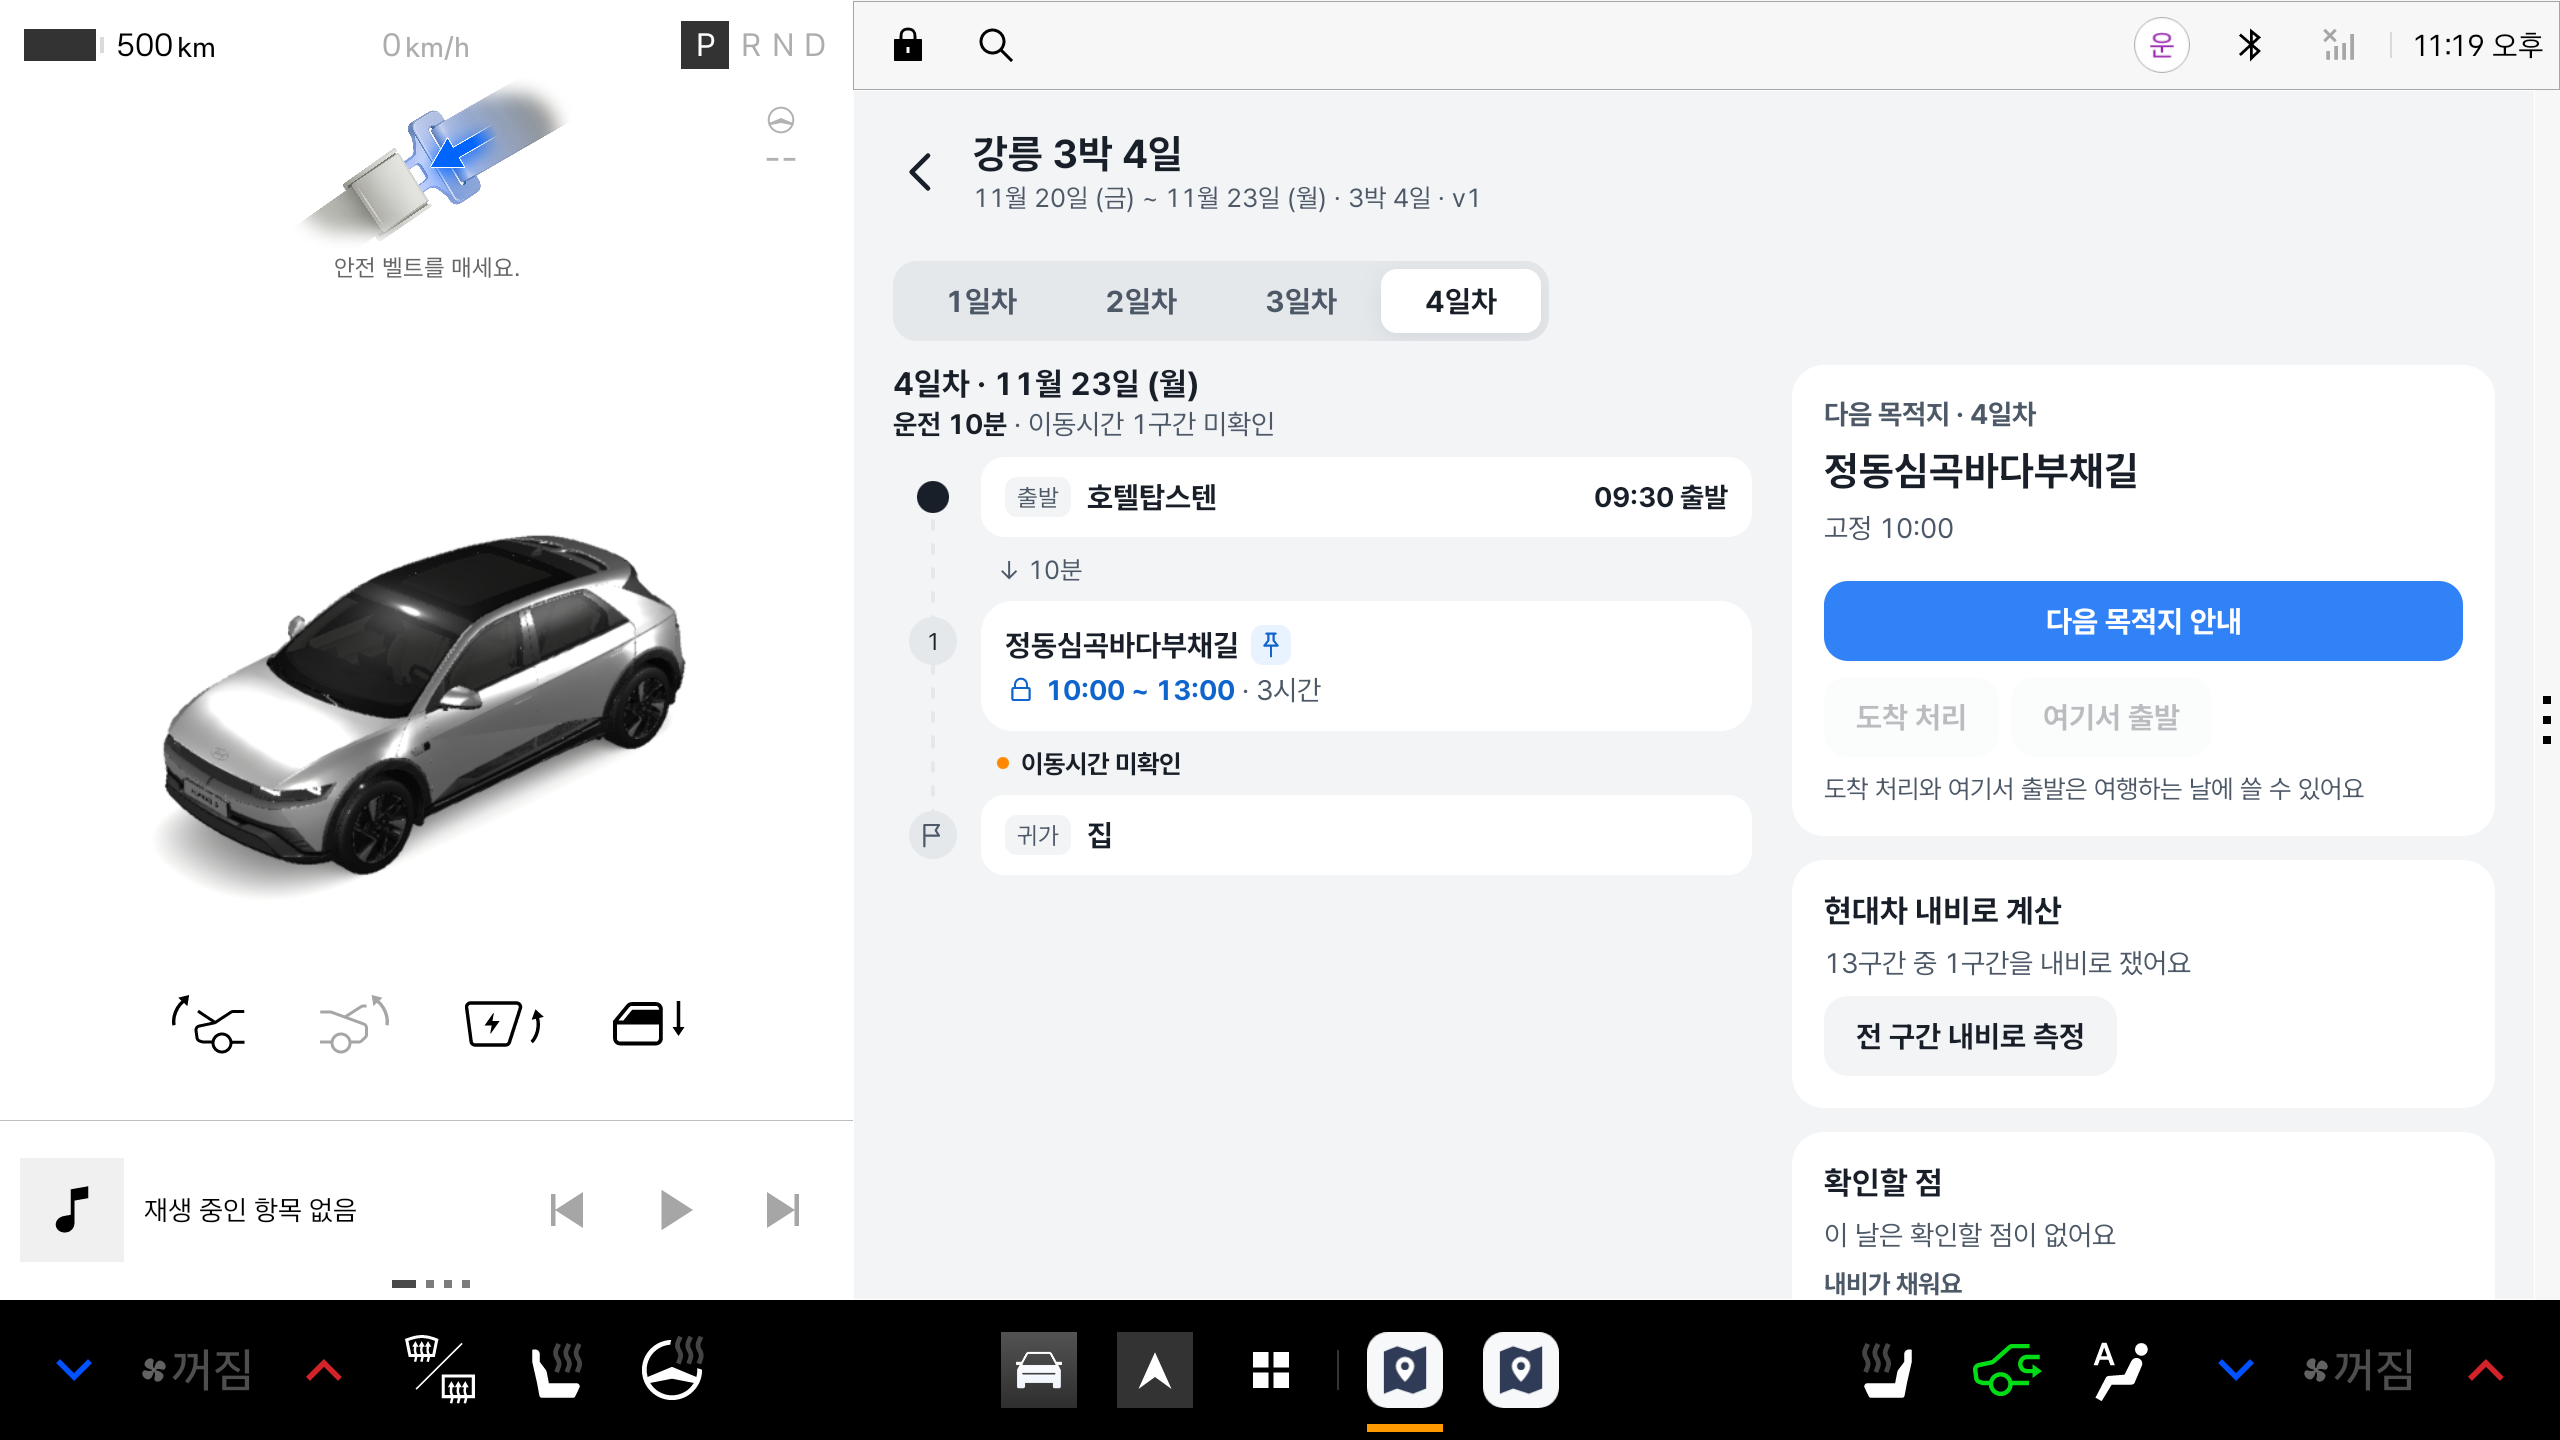 500 km
0 km/h
P R N D
운
11:19 오후
--
안전 벨트를 매세요.
강릉 3박 4일
11월 20일 (금) ~ 11월 23일 (월) · 3박 4일 · v1
1일차
2일차
3일차
4일차
4일차 · 11월 23일 (월)
운전 10분 · 이동시간 1구간 미확인
출발 호텔탑스텐 09:30 출발
↓ 10분
1
정동심곡바다부채길
10:00 ~ 13:00 · 3시간
이동시간 미확인
귀가 집
다음 목적지 · 4일차
정동심곡바다부채길
고정 10:00
다음 목적지 안내
도착 처리
여기서 출발
도착 처리와 여기서 출발은 여행하는 날에 쓸 수 있어요
현대차 내비로 계산
13구간 중 1구간을 내비로 쟀어요
전 구간 내비로 측정
확인할 점
이 날은 확인할 점이 없어요
내비가 채워요
재생 중인 항목 없음
꺼짐
A
꺼짐